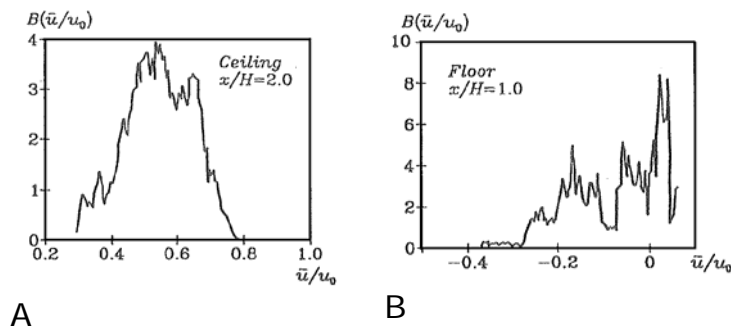 B(ū/u₀)
4
3
2
1
0
Ceiling
x/H=2.0
0.2
0.4
0.6
0.8
1.0
ū/u₀
A
B(ū/u₀)
10
8
6
4
2
0
Floor
x/H=1.0
−0.4
−0.2
0
ū/u₀
B